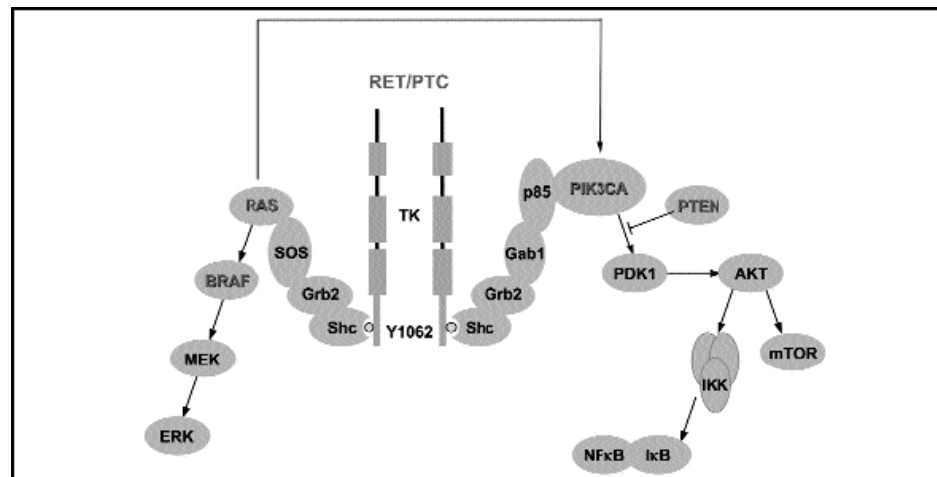 RET/PTC
p85
PIK3CA
RAS
TK
PTEN
SOS
Gab1
BRAF
PDK1
AKT
Grb2
Grb2
Shc
Y1062
Shc
MEK
mTOR
IKK
ERK
NFκB
IκB